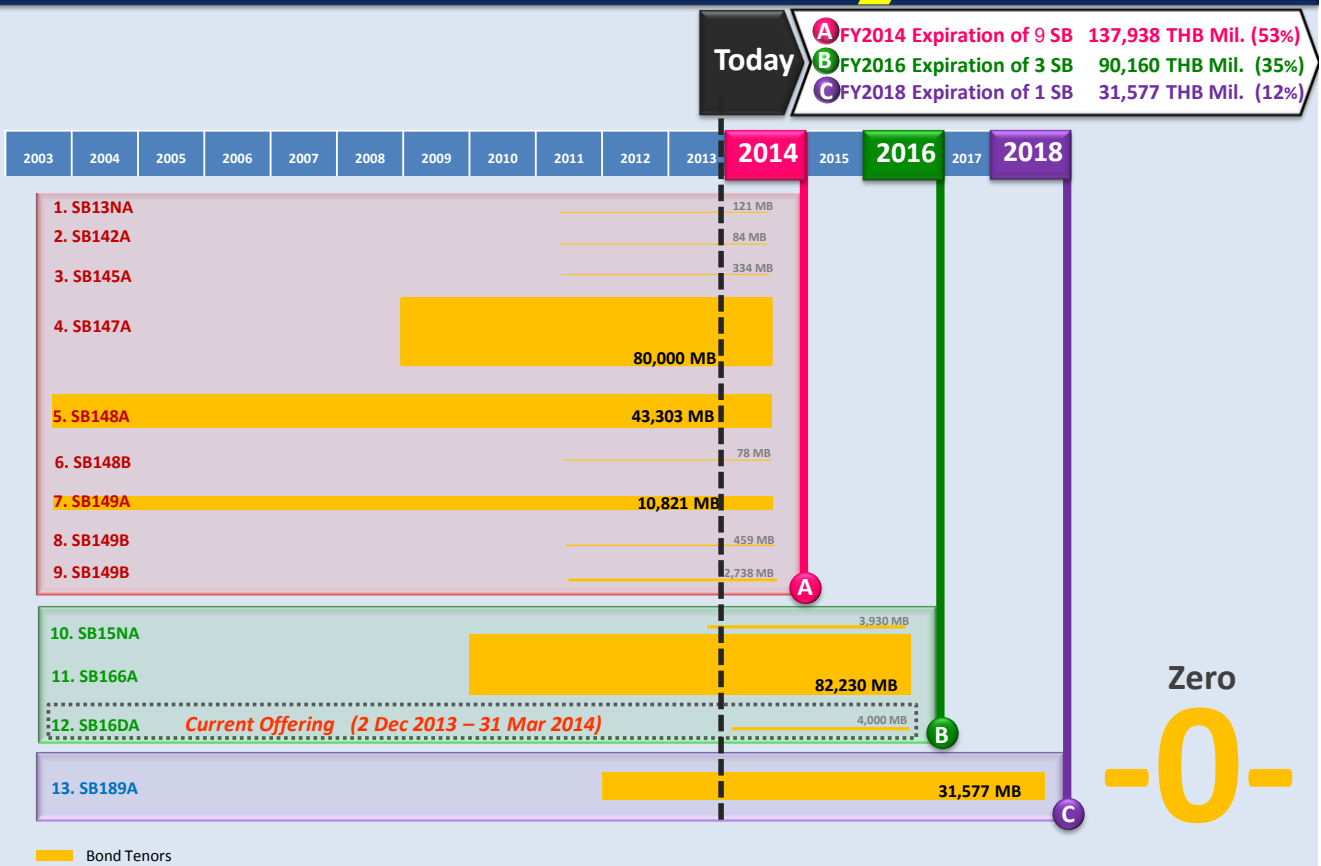 Today
A FY2014 Expiration of 9 SB 137,938 THB Mil. (53%)
B FY2016 Expiration of 3 SB 90,160 THB Mil. (35%)
C FY2018 Expiration of 1 SB 31,577 THB Mil. (12%)
2003 2004 2005 2006 2007 2008 2009 2010 2011 2012 2013 2014 2015 2016 2017 2018
1. SB13NA 121 MB
2. SB142A 84 MB
3. SB145A 334 MB
4. SB147A
80,000 MB
5. SB148A 43,303 MB
6. SB148B 78 MB
7. SB149A 10,821 MB
8. SB149B 459 MB
9. SB149B 2,738 MB
A
10. SB15NA 3,930 MB
11. SB166A 82,230 MB
12. SB16DA Current Offering (2 Dec 2013 – 31 Mar 2014) 4,000 MB
B
13. SB189A 31,577 MB
C
Zero
-0-
Bond Tenors